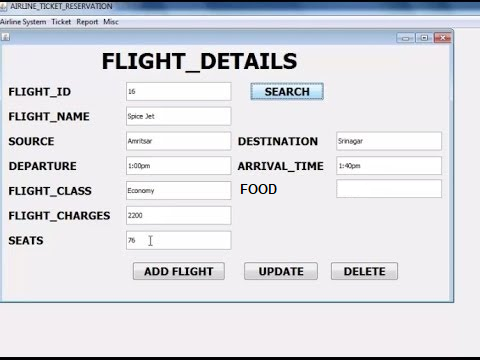 AIRLINE_TICKET_RESERVATION
Airline System Ticket Report Misc
FLIGHT_DETAILS
FLIGHT_ID 16 SEARCH
FLIGHT_NAME Spice Jet
SOURCE Amritsar DESTINATION Srinagar
DEPARTURE 1:00pm ARRIVAL_TIME 1:40pm
FLIGHT_CLASS Economy FOOD
FLIGHT_CHARGES 2200
SEATS 76
ADD FLIGHT UPDATE DELETE